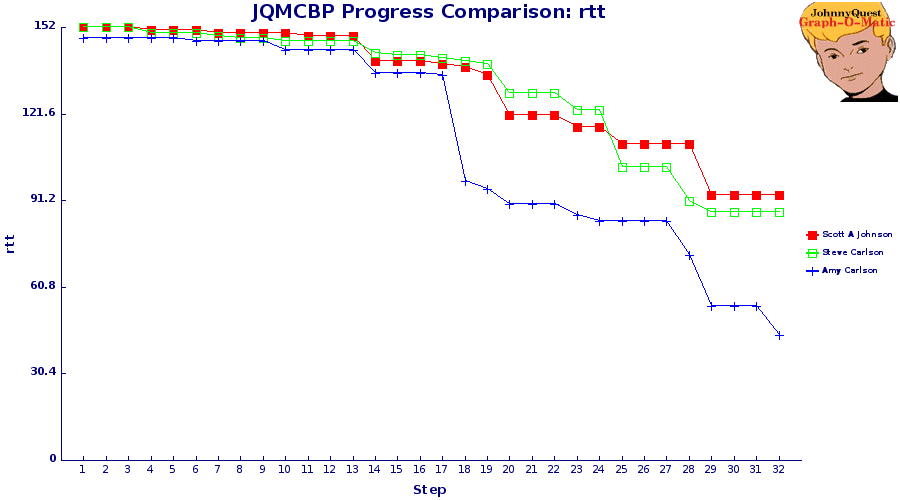 JQMCBP Progress Comparison: rtt
JohnnyQuest
Graph-O-Matic
152
121.6
91.2
60.8
30.4
0
rtt
Scott A Johnson
Steve Carlson
Amy Carlson
1 2 3 4 5 6 7 8 9 10 11 12 13 14 15 16 17 18 19 20 21 22 23 24 25 26 27 28 29 30 31 32
Step